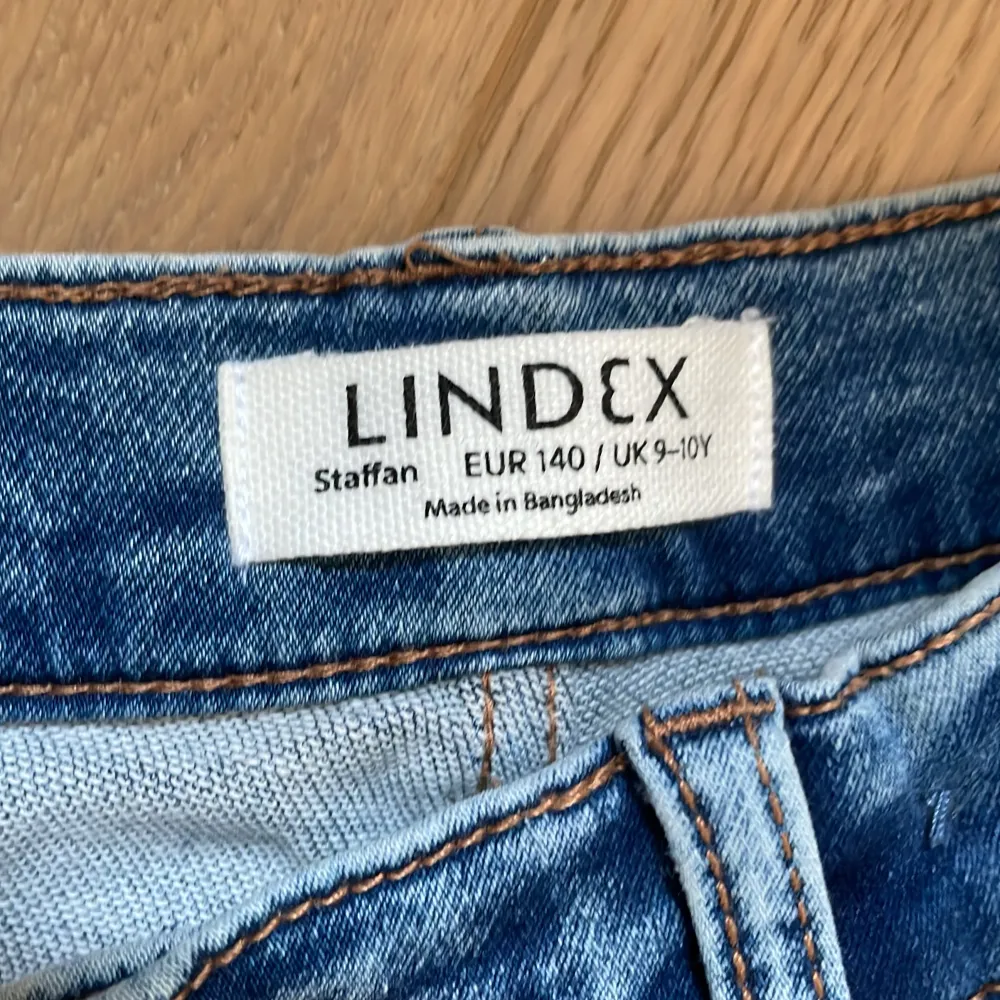 LINDEX
Staffan EUR 140 / UK 9-10Y
Made in Bangladesh